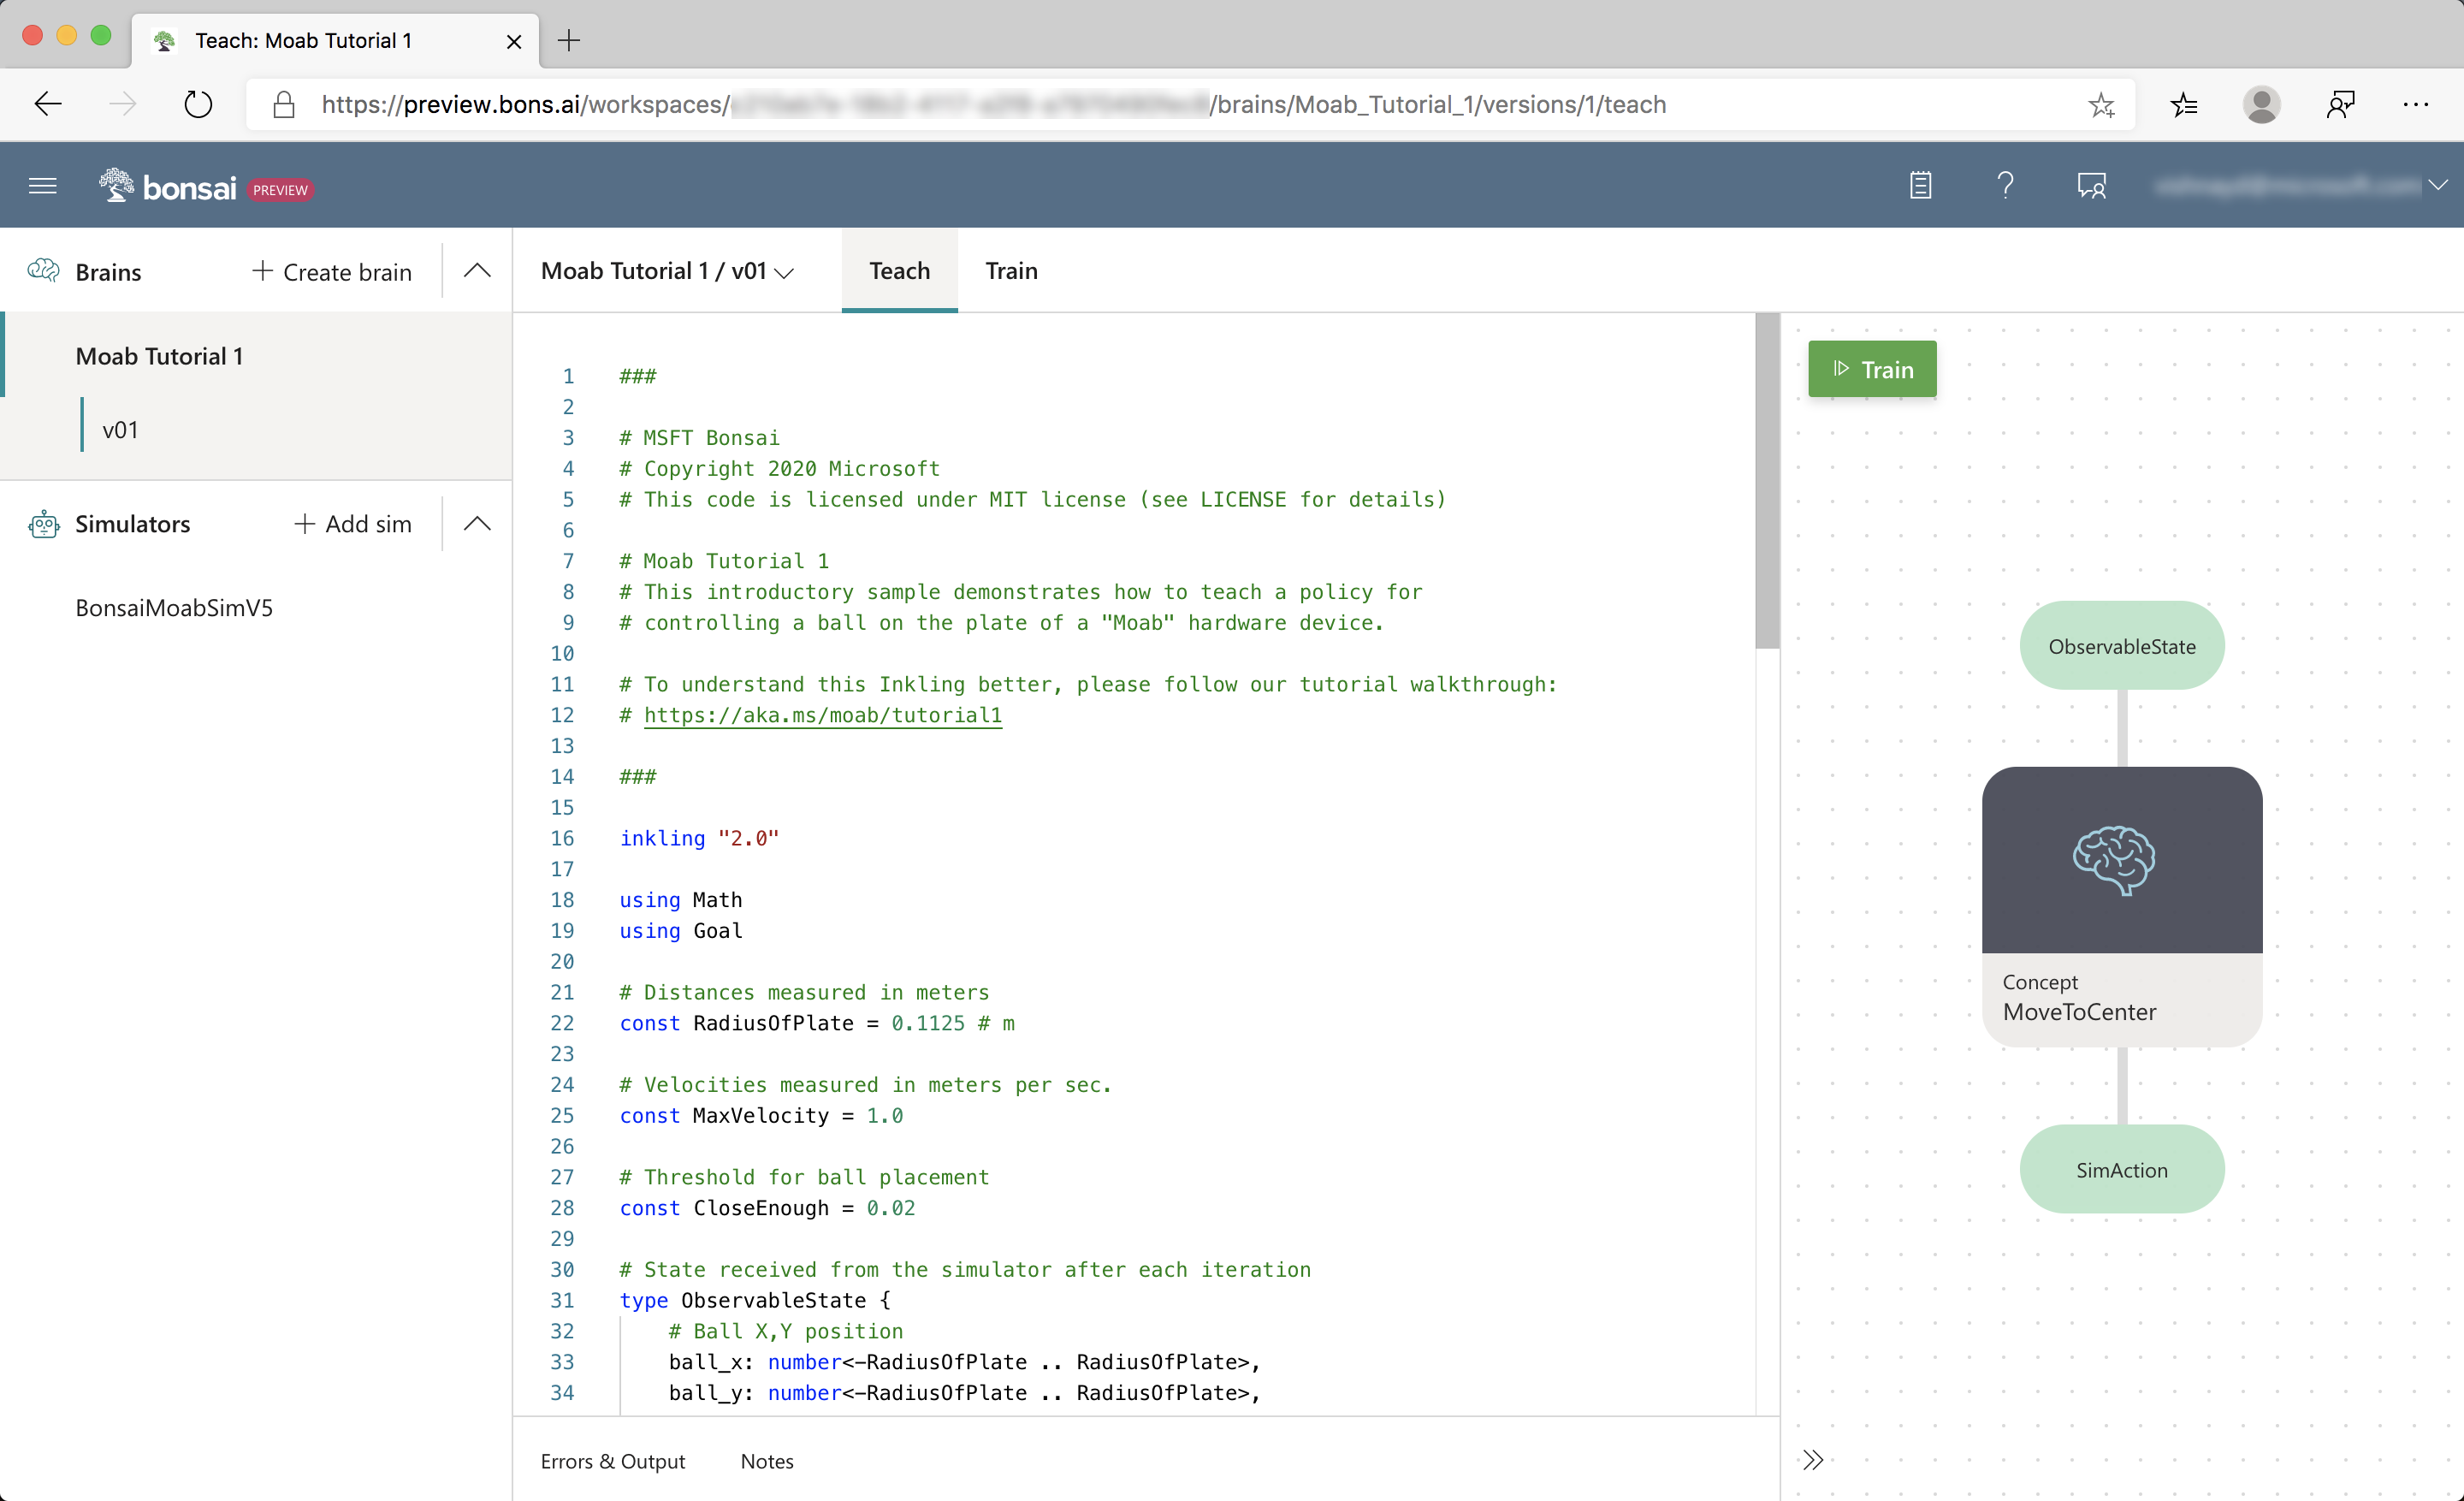 Teach: Moab Tutorial 1
https://preview.bons.ai/workspaces/ /brains/Moab_Tutorial_1/versions/1/teach
bonsai PREVIEW
Brains
Create brain
Moab Tutorial 1
v01
Simulators
Add sim
BonsaiMoabSimV5
Moab Tutorial 1 / v01
Teach
Train
1 ###
2
3 # MSFT Bonsai
4 # Copyright 2020 Microsoft
5 # This code is licensed under MIT license (see LICENSE for details)
6
7 # Moab Tutorial 1
8 # This introductory sample demonstrates how to teach a policy for
9 # controlling a ball on the plate of a "Moab" hardware device.
10
11 # To understand this Inkling better, please follow our tutorial walkthrough:
12 # https://aka.ms/moab/tutorial1
13
14 ###
15
16 inkling "2.0"
17
18 using Math
19 using Goal
20
21 # Distances measured in meters
22 const RadiusOfPlate = 0.1125 # m
23
24 # Velocities measured in meters per sec.
25 const MaxVelocity = 1.0
26
27 # Threshold for ball placement
28 const CloseEnough = 0.02
29
30 # State received from the simulator after each iteration
31 type ObservableState {
32 # Ball X,Y position
33 ball_x: number<-RadiusOfPlate .. RadiusOfPlate>,
34 ball_y: number<-RadiusOfPlate .. RadiusOfPlate>,
Errors & Output
Notes
Train
ObservableState
Concept
MoveToCenter
SimAction